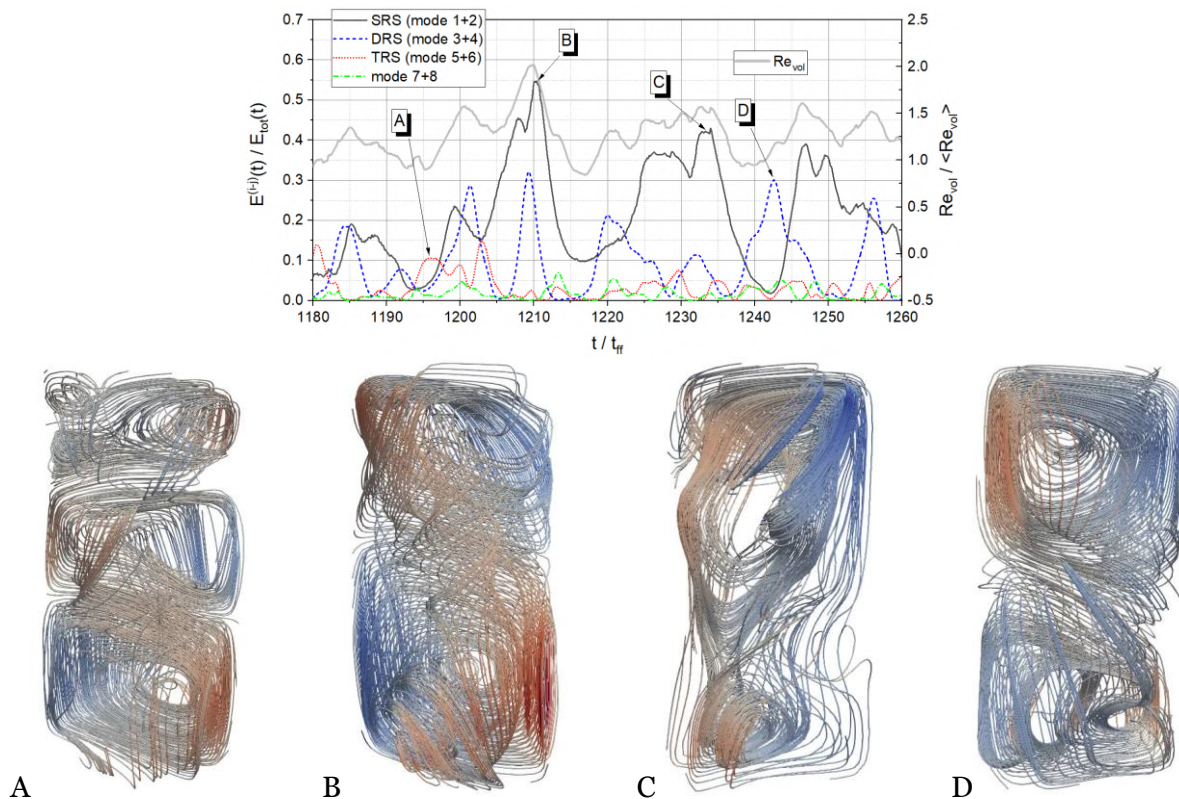 SRS (mode 1+2)
DRS (mode 3+4)
TRS (mode 5+6)
mode 7+8
Re_vol
A
B
C
D
E^(i-j)(t) / E_tot(t)
0.7
0.6
0.5
0.4
0.3
0.2
0.1
0.0
2.5
2.0
1.5
1.0
0.5
0.0
-0.5
Re_vol / <Re_vol>
1180 1190 1200 1210 1220 1230 1240 1250 1260
t / t_ff
A B C D